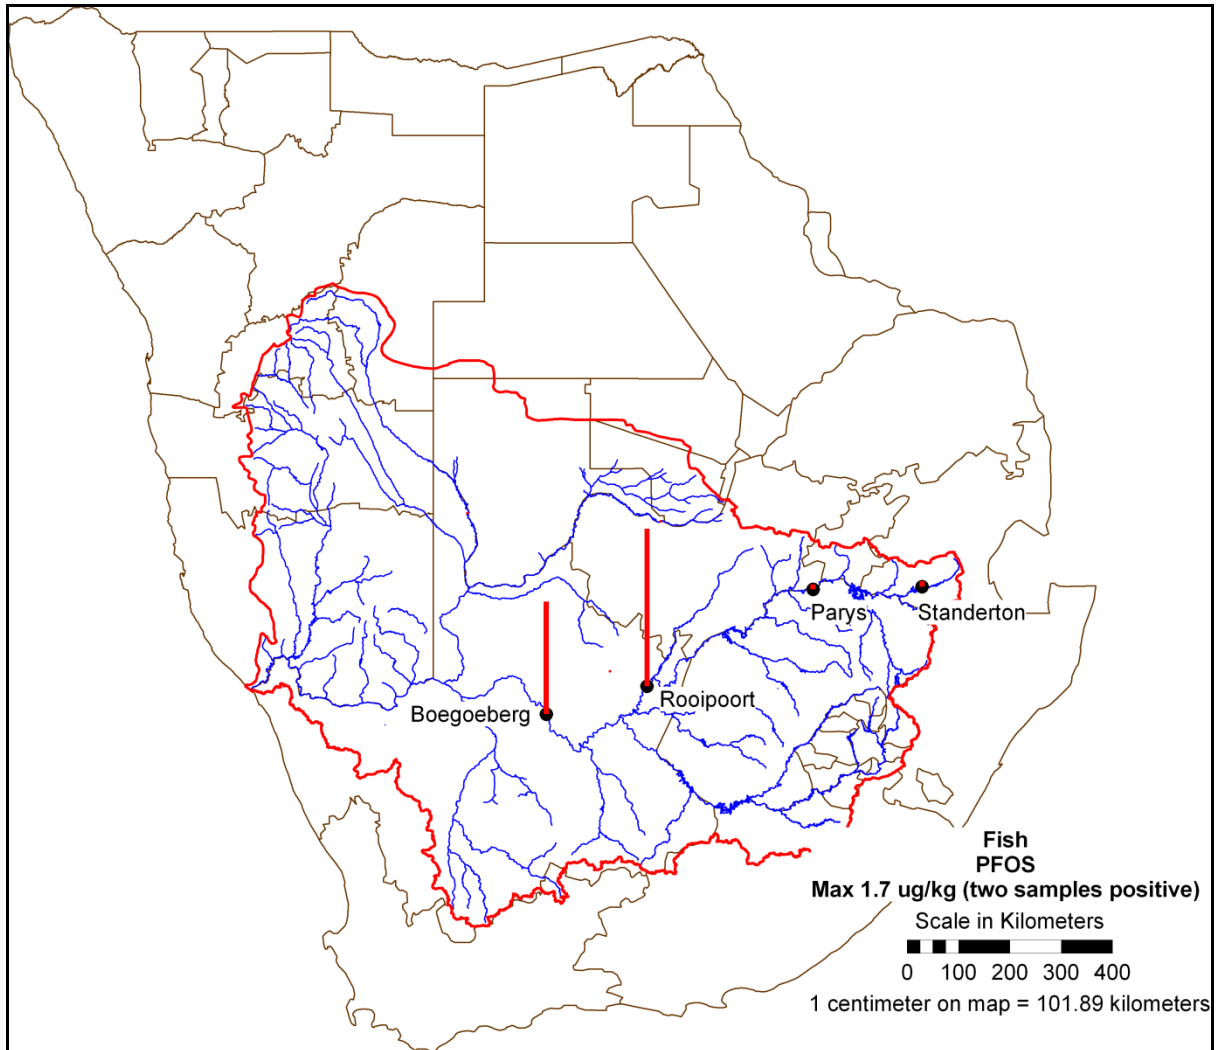 Parys
Standerton
Rooipoort
Boegoeberg
Fish
PFOS
Max 1.7 ug/kg (two samples positive)
Scale in Kilometers
0 100 200 300 400
1 centimeter on map = 101.89 kilometers